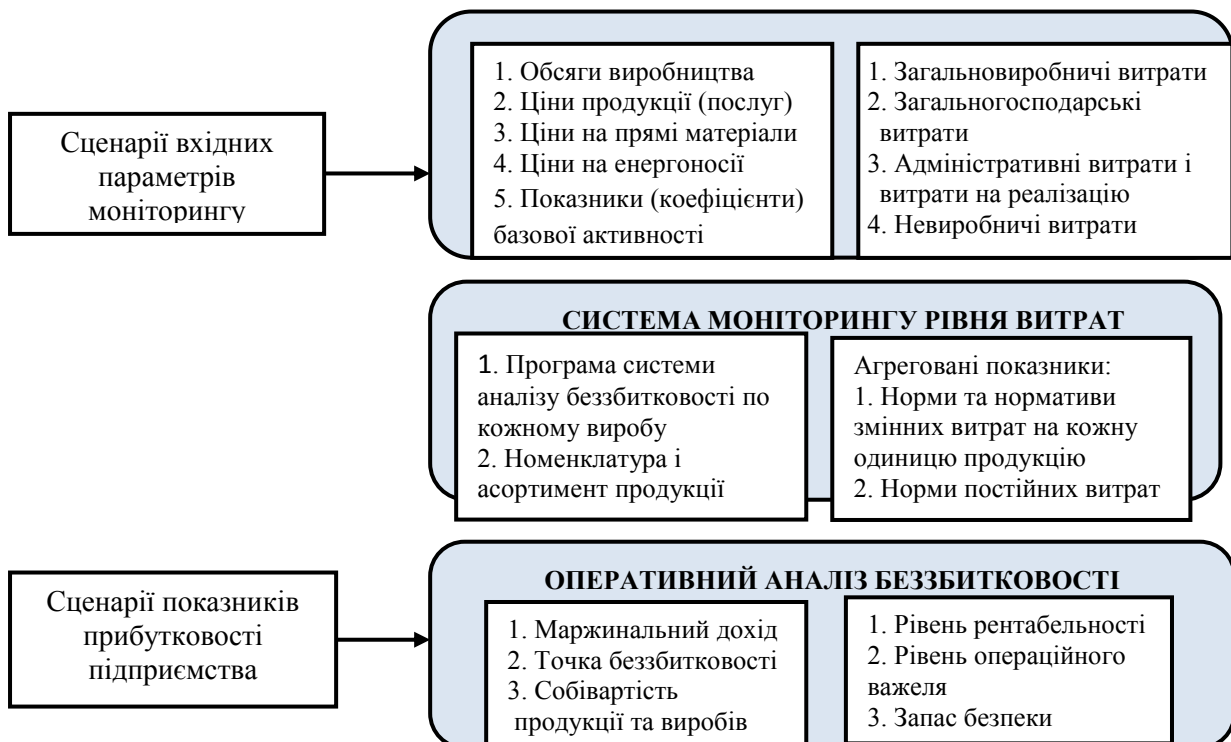 Сценарії вхідних
параметрів
моніторингу
1. Обсяги виробництва
2. Ціни продукції (послуг)
3. Ціни на прямі матеріали
4. Ціни на енергоносії
5. Показники (коефіцієнти)
базової активності
1. Загальновиробничі витрати
2. Загальногосподарські
витрати
3. Адміністративні витрати і
витрати на реалізацію
4. Невиробничі витрати
СИСТЕМА МОНІТОРИНГУ РІВНЯ ВИТРАТ
1. Програма системи
аналізу беззбитковості по
кожному виробу
2. Номенклатура і
асортимент продукції
Агреговані показники:
1. Норми та нормативи
змінних витрат на кожну
одиницю продукцію
2. Норми постійних витрат
Сценарії показників
прибутковості
підприємства
ОПЕРАТИВНИЙ АНАЛІЗ БЕЗЗБИТКОВОСТІ
1. Маржинальний дохід
2. Точка беззбитковості
3. Собівартість
продукції та виробів
1. Рівень рентабельності
2. Рівень операційного
важеля
3. Запас безпеки